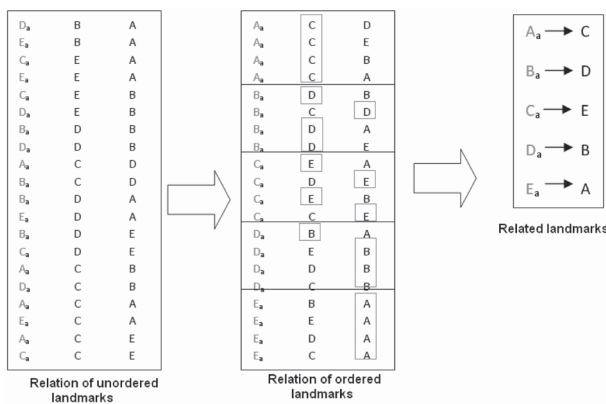 Da B A
Ea B A
Ca E A
Ea E A
Ca E B
Da E B
Ba D B
Da D B
Aa C D
Ba C D
Ba D A
Ea D A
Ba D E
Ca D E
Aa C B
Da C B
Aa C A
Ea C A
Aa C E
Ca C E
Relation of unordered
landmarks
Aa C D
Aa C E
Aa C B
Aa C A
Ba D B
Ba C D
Ba D A
Ba D E
Ca E A
Ca D E
Ca E B
Ca C E
Da B A
Da E B
Da D B
Da C B
Ea B A
Ea E A
Ea D A
Ea C A
Relation of ordered
landmarks
Aa → C
Ba → D
Ca → E
Da → B
Ea → A
Related landmarks